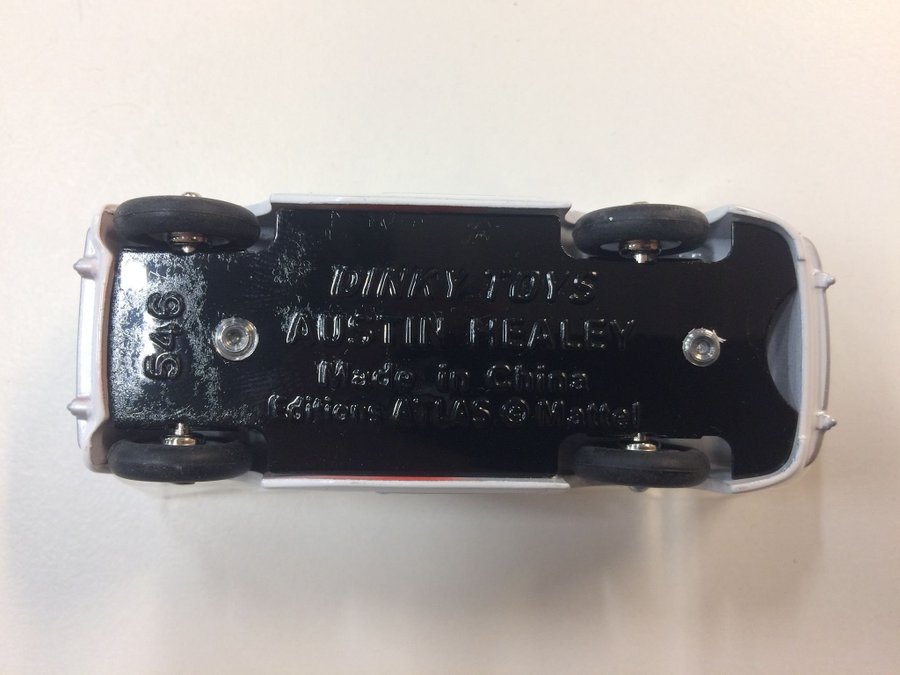 DINKY TOYS
AUSTIN HEALEY
Made in China
Editions ATLAS © Mattel
546